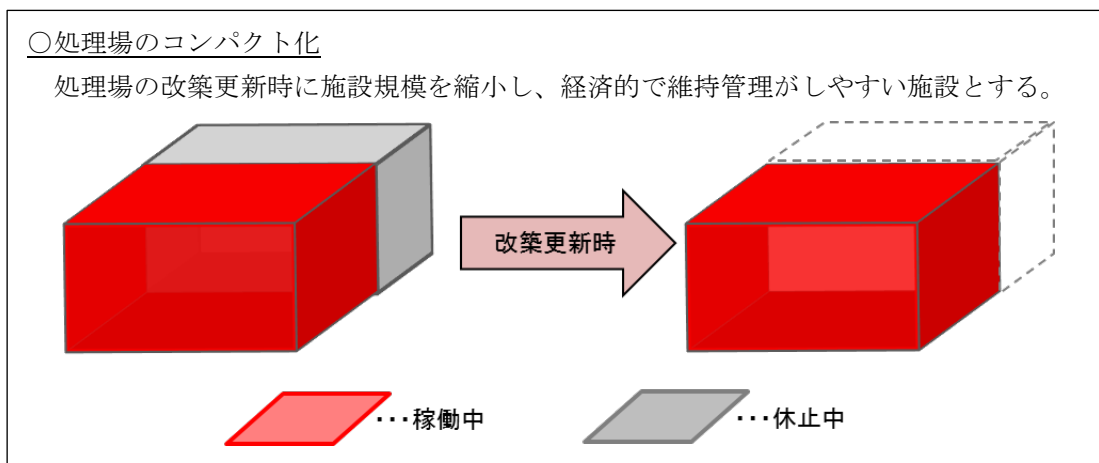 ○処理場のコンパクト化
処理場の改築更新時に施設規模を縮小し、経済的で維持管理がしやすい施設とする。
改築更新時
･･･稼働中
･･･休止中